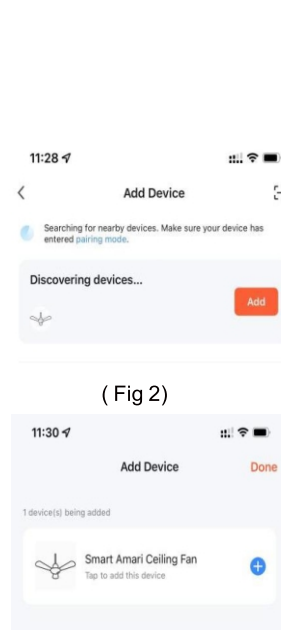 11:28
Add Device
Searching for nearby devices. Make sure your device has
entered pairing mode.
Discovering devices...
Add
( Fig 2)
11:30
Add Device
Done
1 device(s) being added
Smart Amari Ceiling Fan
Tap to add this device